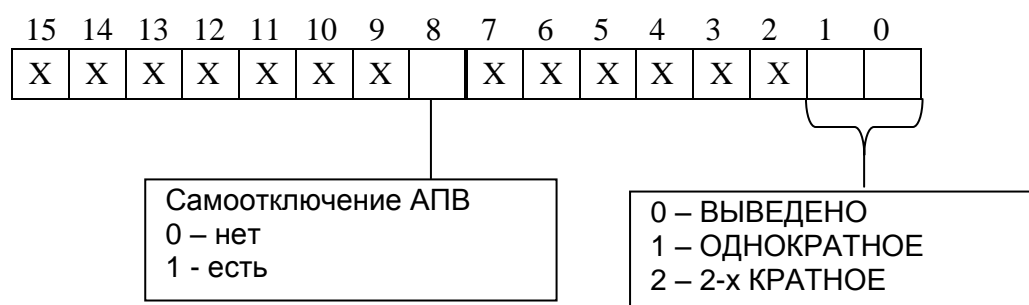 15 14 13 12 11 10 9 8 7 6 5 4 3 2 1 0
X X X X X X X X X X X X X
Самоотключение АПВ
0 – нет
1 - есть
0 – ВЫВЕДЕНО
1 – ОДНОКРАТНОЕ
2 – 2-х КРАТНОЕ